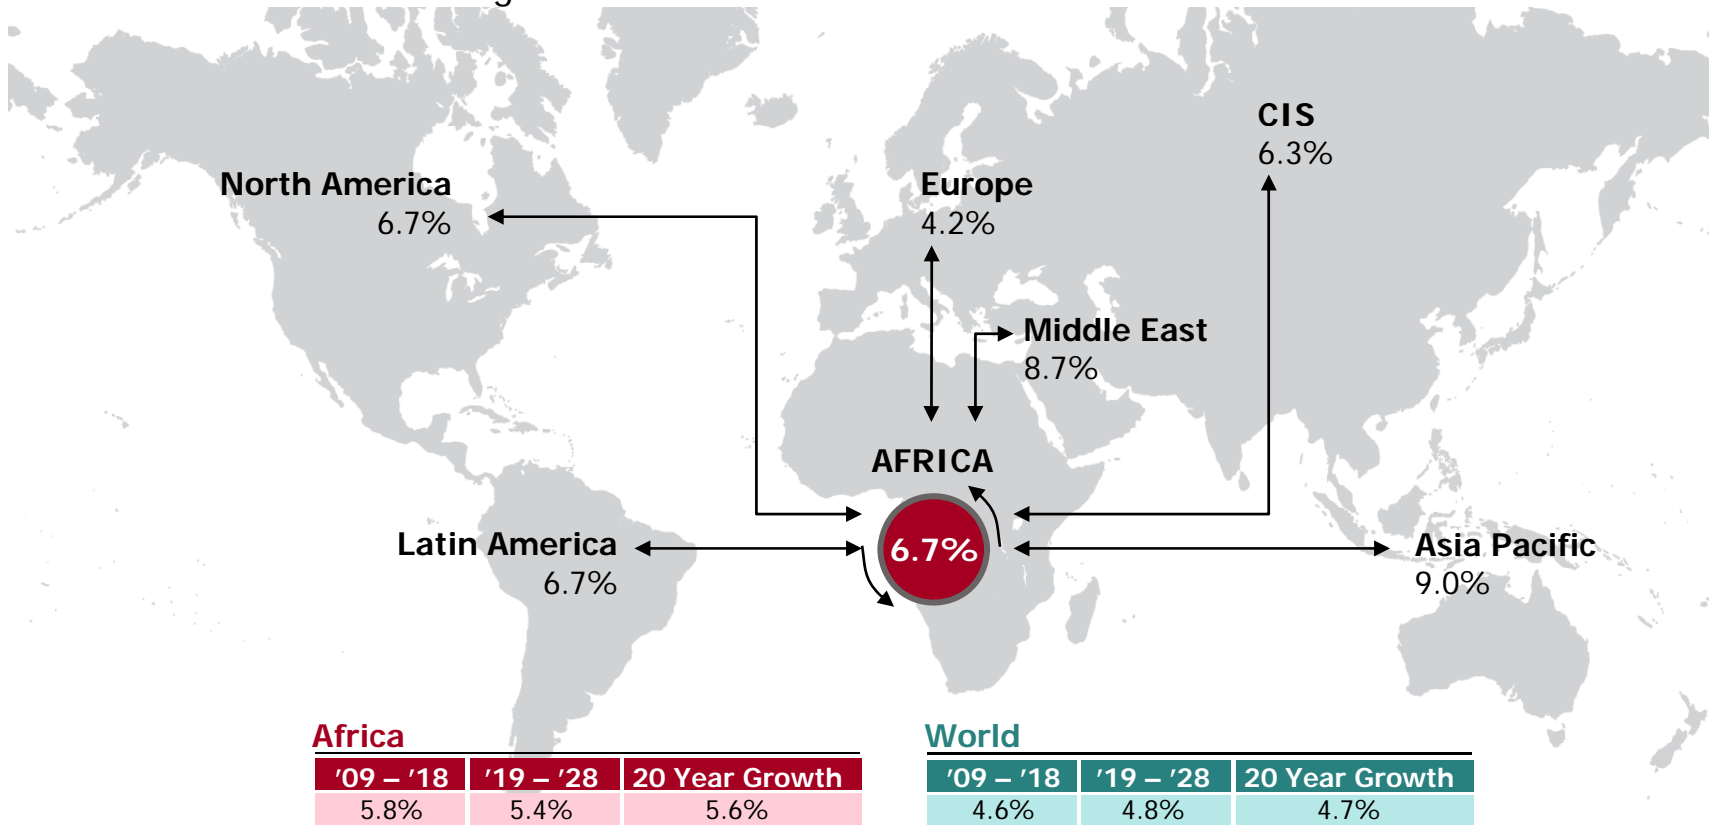 CIS
6.3%
North America
6.7%
Europe
4.2%
Middle East
8.7%
AFRICA
6.7%
Latin America
6.7%
Asia Pacific
9.0%
Africa
'09 – '18 '19 – '28 20 Year Growth
5.8% 5.4% 5.6%
World
'09 – '18 '19 – '28 20 Year Growth
4.6% 4.8% 4.7%